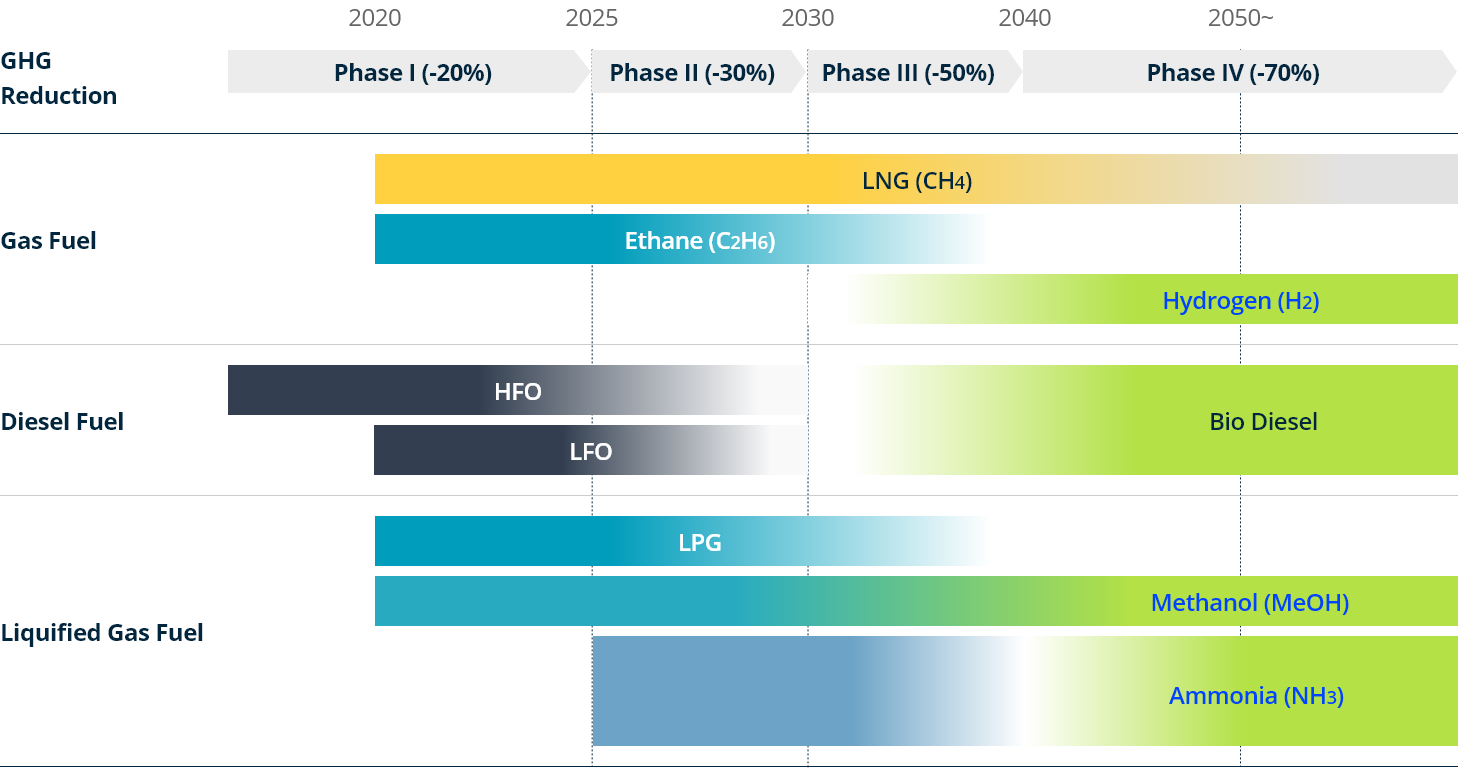 2020 2025 2030 2040 2050~
GHG
Reduction
Phase I (-20%) Phase II (-30%) Phase III (-50%) Phase IV (-70%)
Gas Fuel
LNG (CH4)
Ethane (C2H6)
Hydrogen (H2)
Diesel Fuel
HFO
LFO
Bio Diesel
Liquified Gas Fuel
LPG
Methanol (MeOH)
Ammonia (NH3)